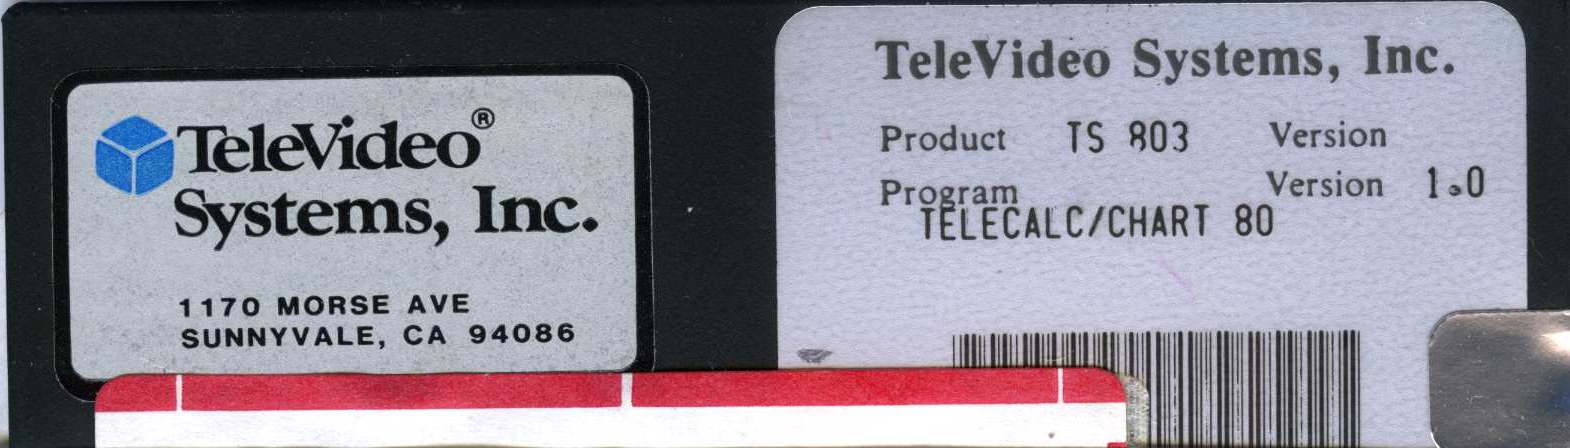 TeleVideo®
Systems, Inc.
1170 MORSE AVE
SUNNYVALE, CA 94086
TeleVideo Systems, Inc.
Product TS 803 Version
Program Version 1.0
TELECALC/CHART 80